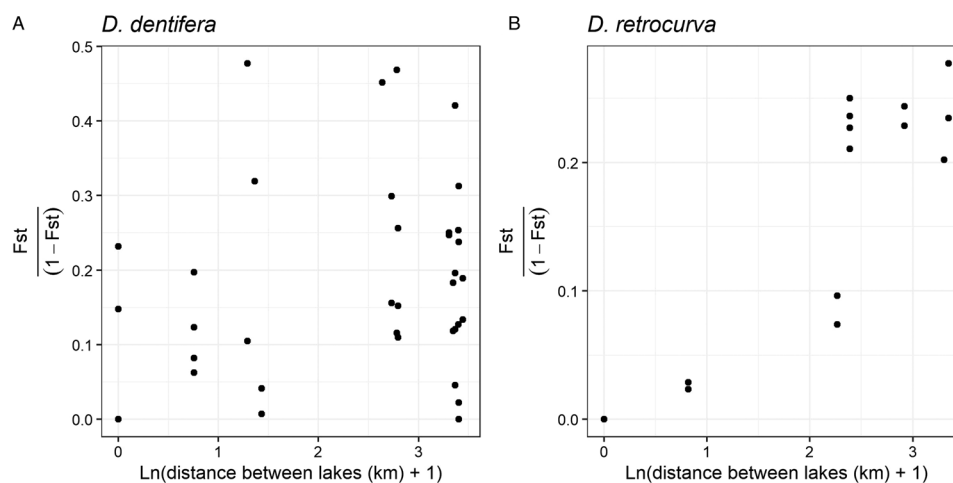 A
D. dentifera
0.5
0.4
0.3
0.2
0.1
0.0
Fst
(1 − Fst)
0
1
2
3
Ln(distance between lakes (km) + 1)
B
D. retrocurva
0.2
0.1
0.0
Fst
(1 − Fst)
0
1
2
3
Ln(distance between lakes (km) + 1)